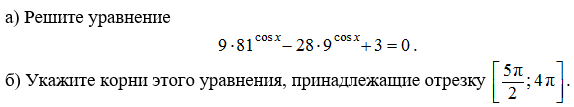 а) Решите уравнение
9·81^{cos x} − 28·9^{cos x} + 3 = 0 .
б) Укажите корни этого уравнения, принадлежащие отрезку [5π/2; 4π].